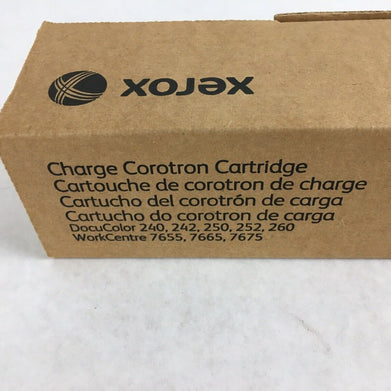 xerox
Charge Corotron Cartridge
Cartouche de corotron de charge
Cartucho del corotrón de carga
Cartucho do corotron de carga
DocuColor 240, 242, 250, 252, 260
WorkCentre 7655, 7665, 7675